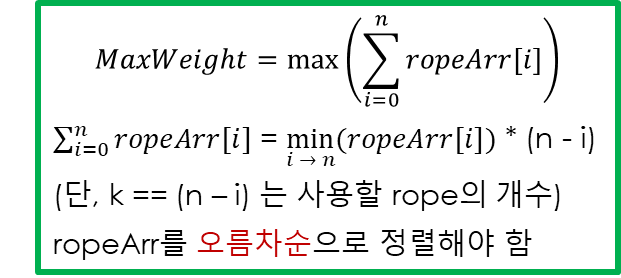 MaxWeight = max(∑_{i=0}^{n} ropeArr[i])
∑_{i=0}^{n} ropeArr[i] = min_{i → n}(ropeArr[i]) * (n - i)
(단, k == (n – i) 는 사용할 rope의 개수)
ropeArr를 오름차순으로 정렬해야 함